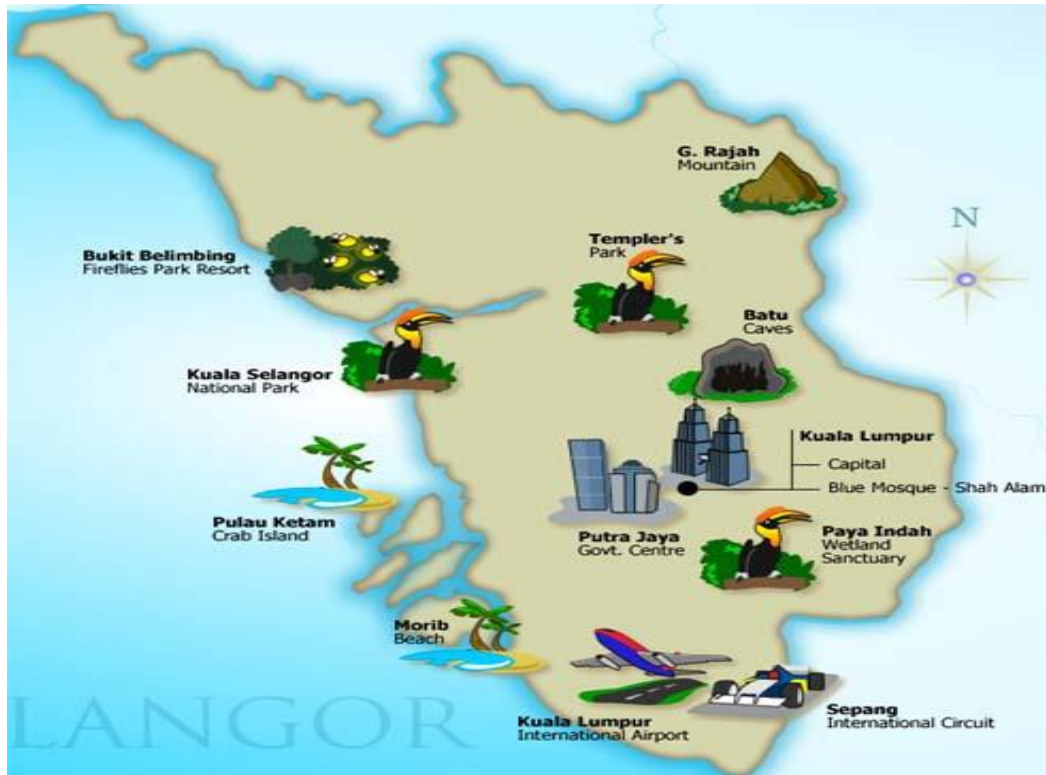 G. Rajah
Mountain
N
Templer's
Park
Bukit Belimbing
Fireflies Park Resort
Batu
Caves
Kuala Selangor
National Park
Kuala Lumpur
Capital
Blue Mosque - Shah Alam
Pulau Ketam
Crab Island
Putra Jaya
Govt. Centre
Paya Indah
Wetland
Sanctuary
Morib
Beach
LANGOR
Kuala Lumpur
International Airport
Sepang
International Circuit